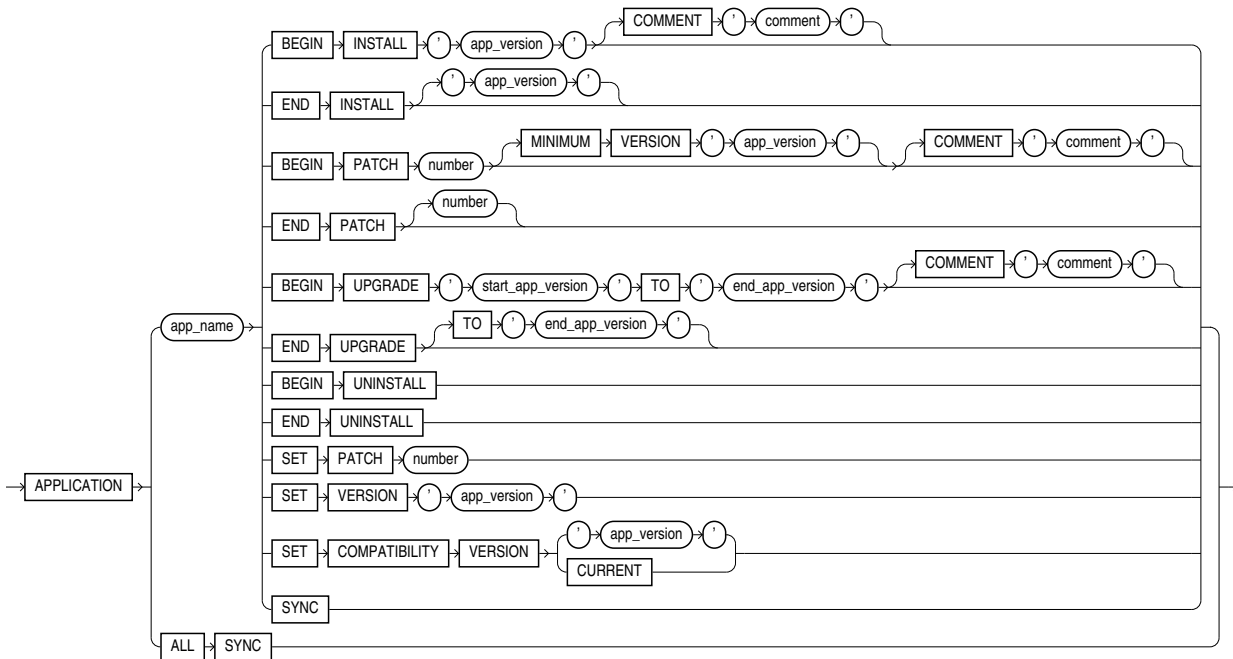 COMMENT ' comment '
BEGIN INSTALL ' app_version '
' app_version '
END INSTALL
MINIMUM VERSION ' app_version ' COMMENT ' comment '
BEGIN PATCH number
number
END PATCH
COMMENT ' comment '
BEGIN UPGRADE ' start_app_version ' TO ' end_app_version '
TO ' end_app_version '
app_name
END UPGRADE
BEGIN UNINSTALL
END UNINSTALL
SET PATCH number
APPLICATION
SET VERSION ' app_version '
' app_version '
SET COMPATIBILITY VERSION
CURRENT
SYNC
ALL SYNC